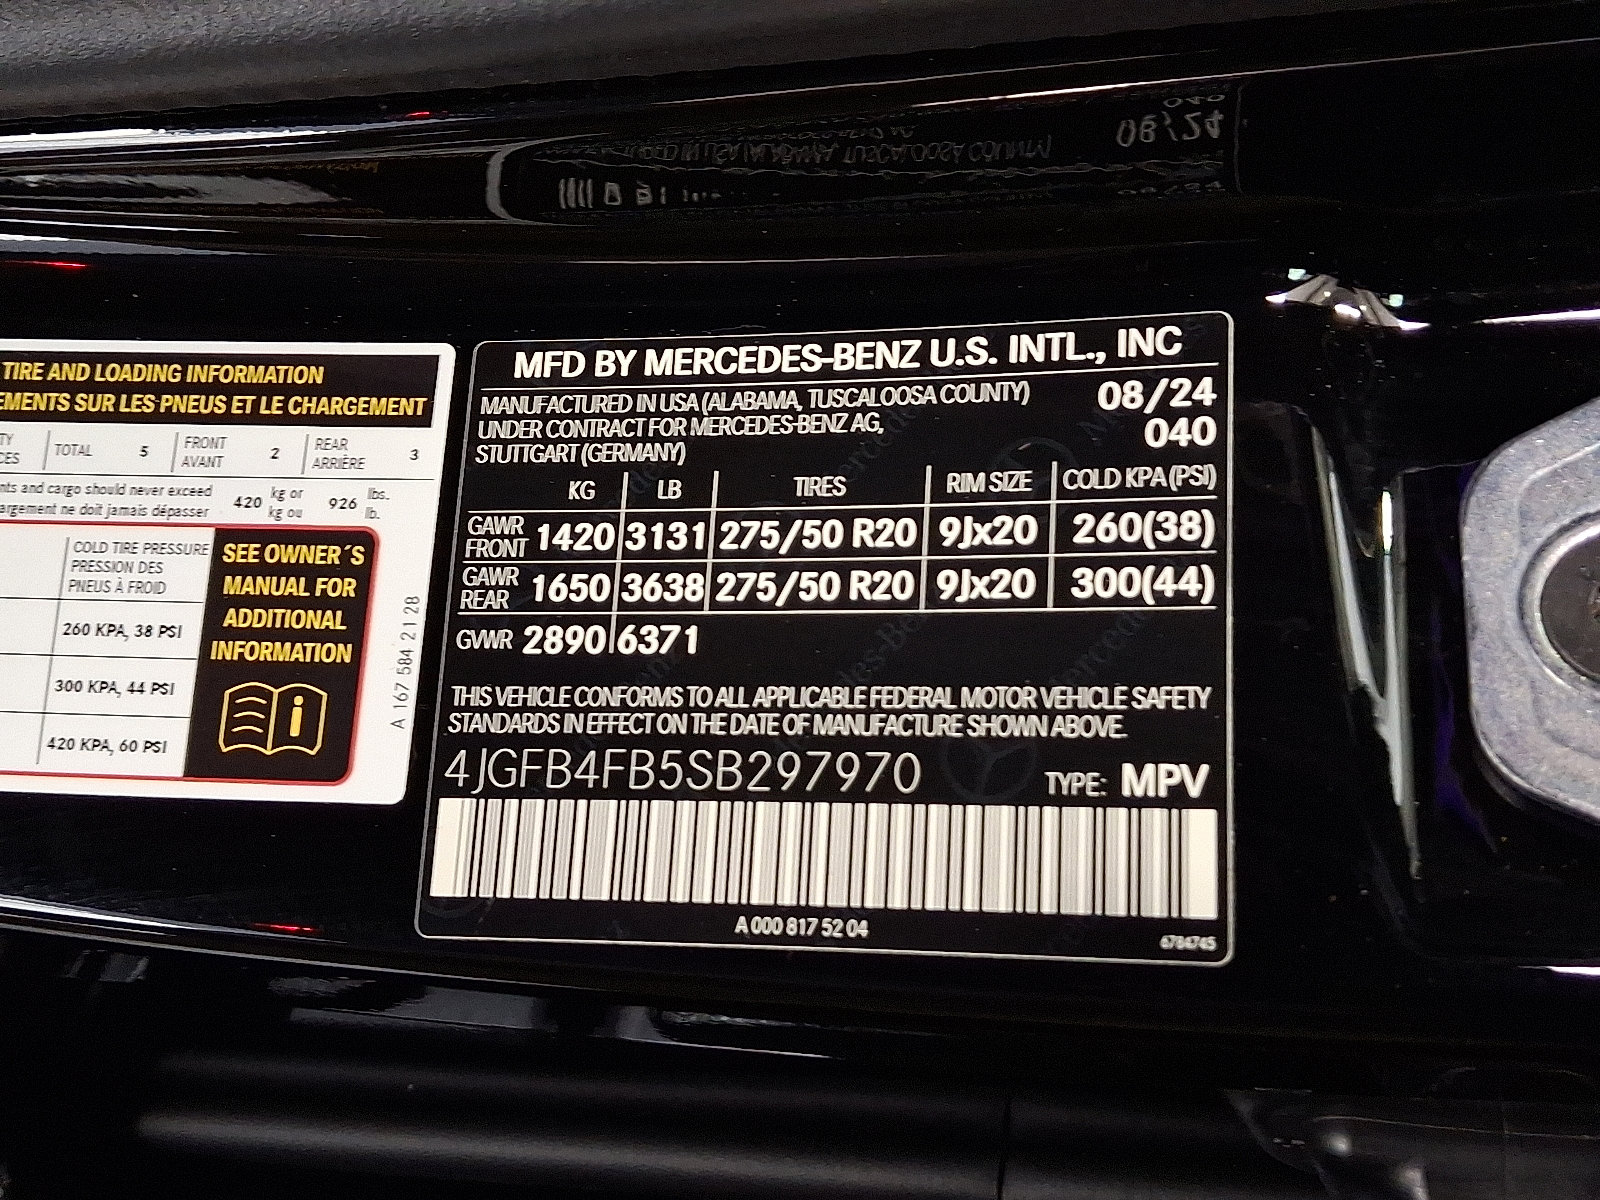 TIRE AND LOADING INFORMATION
EMENTS SUR LES PNEUS ET LE CHARGEMENT
TY
CES
TOTAL 5
FRONT
AVANT
2
REAR
ARRIÈRE
3
nts and cargo should never exceed
argement ne doit jamais dépasser
420
kg or
kg ou
926
lbs.
lb.
COLD TIRE PRESSURE
PRESSION DES
PNEUS À FROID
260 KPA, 38 PSI
300 KPA, 44 PSI
420 KPA, 60 PSI
SEE OWNER´S
MANUAL FOR
ADDITIONAL
INFORMATION
A 167 584 21 28
MFD BY MERCEDES-BENZ U.S. INTL., INC
MANUFACTURED IN USA (ALABAMA, TUSCALOOSA COUNTY)
UNDER CONTRACT FOR MERCEDES-BENZ AG,
STUTTGART (GERMANY)
08/24
040
KG LB TIRES RIM SIZE COLD KPA (PSI)
GAWR
FRONT
1420 3131 275/50 R20 9Jx20 260(38)
GAWR
REAR
1650 3638 275/50 R20 9Jx20 300(44)
GVWR 2890 6371
THIS VEHICLE CONFORMS TO ALL APPLICABLE FEDERAL MOTOR VEHICLE SAFETY
STANDARDS IN EFFECT ON THE DATE OF MANUFACTURE SHOWN ABOVE.
4JGFB4FB5SB297970
TYPE: MPV
A 000 817 52 04